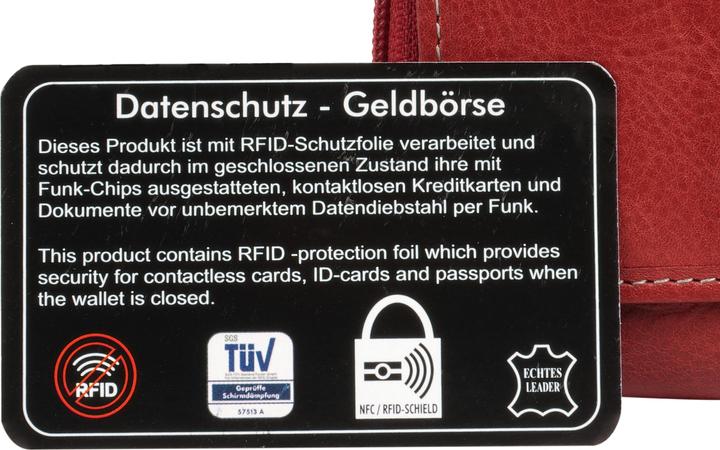 Datenschutz - Geldbörse
Dieses Produkt ist mit RFID-Schutzfolie verarbeitet und
schutzt dadurch im geschlossenen Zustand ihre mit
Funk-Chips ausgestatteten, kontaktlosen Kreditkarten und
Dokumente vor unbemerktem Datendiebstahl per Funk.
This product contains RFID -protection foil which provides
security for contactless cards, ID-cards and passports when
the wallet is closed.
RFID
SGS
TÜV
Geprüfte
Schirmdämpfung
57513 A
NFC / RFID-SCHIELD
ECHTES
LEADER